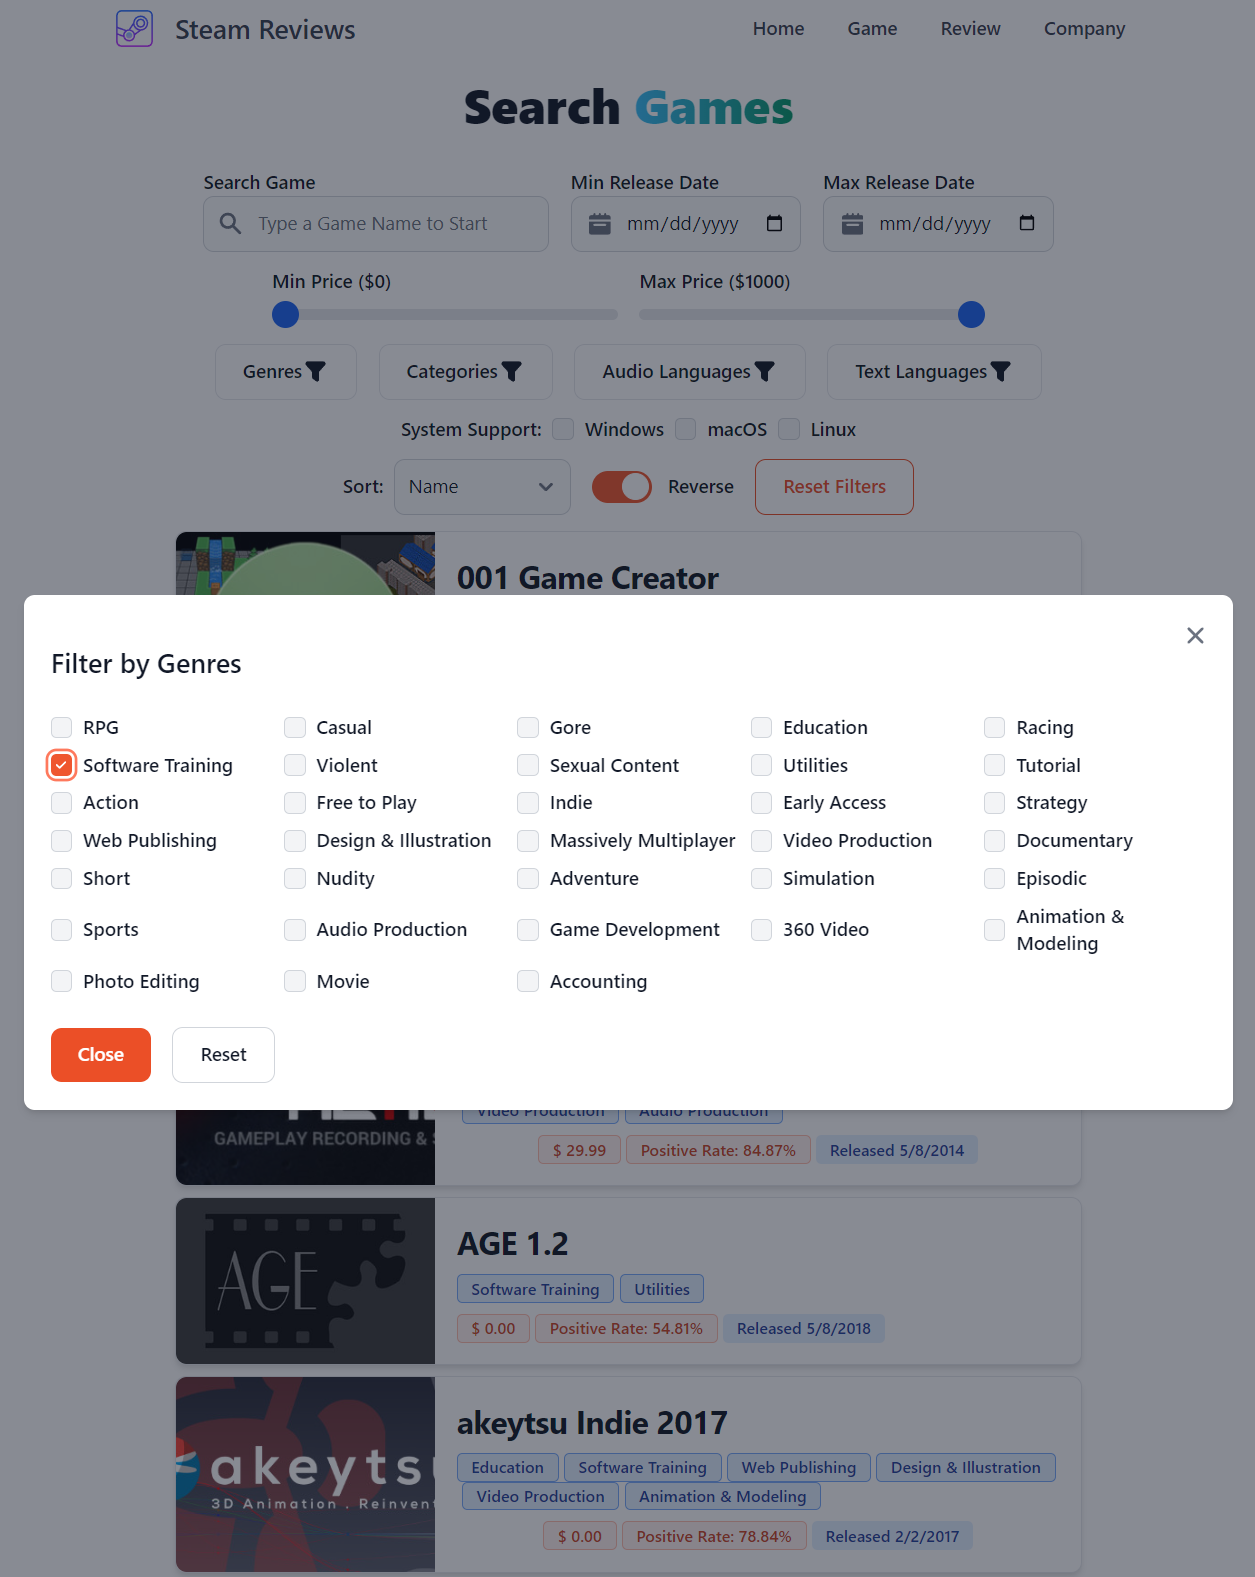 Steam Reviews
Home Game Review Company
Search Games
Search Game Min Release Date Max Release Date
Type a Game Name to Start mm/dd/yyyy mm/dd/yyyy
Min Price ($0) Max Price ($1000)
Genres Categories Audio Languages Text Languages
System Support: Windows macOS Linux
Sort: Name Reverse Reset Filters
001 Game Creator
Filter by Genres
RPG Casual Gore Education Racing
Software Training Violent Sexual Content Utilities Tutorial
Action Free to Play Indie Early Access Strategy
Web Publishing Design & Illustration Massively Multiplayer Video Production Documentary
Short Nudity Adventure Simulation Episodic
Sports Audio Production Game Development 360 Video Animation & Modeling
Photo Editing Movie Accounting
Close Reset
Video Production Audio Production
GAMEPLAY RECORDING &
$ 29.99 Positive Rate: 84.87% Released 5/8/2014
AGE
AGE 1.2
Software Training Utilities
$ 0.00 Positive Rate: 54.81% Released 5/8/2018
akeytsu
3D Animation . Reinvent
akeytsu Indie 2017
Education Software Training Web Publishing Design & Illustration
Video Production Animation & Modeling
$ 0.00 Positive Rate: 78.84% Released 2/2/2017